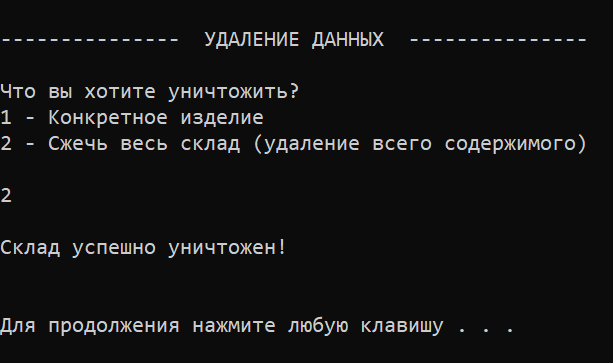 --------------- УДАЛЕНИЕ ДАННЫХ ---------------
Что вы хотите уничтожить?
1 - Конкретное изделие
2 - Сжечь весь склад (удаление всего содержимого)
2
Склад успешно уничтожен!
Для продолжения нажмите любую клавишу . . .